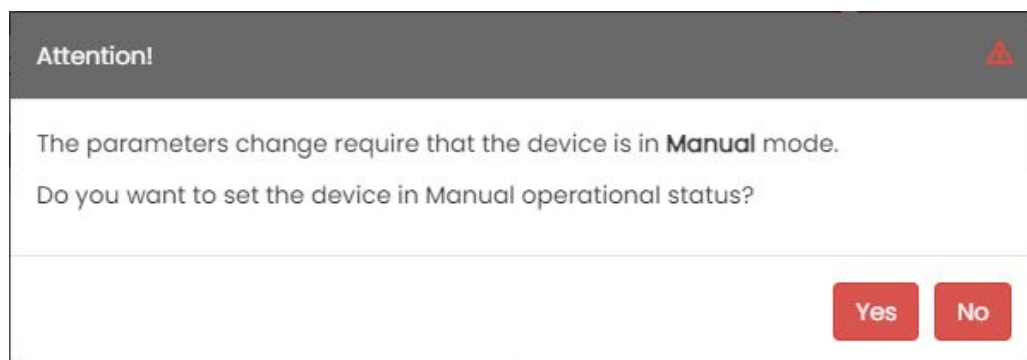 Attention!
The parameters change require that the device is in Manual mode.
Do you want to set the device in Manual operational status?
Yes No